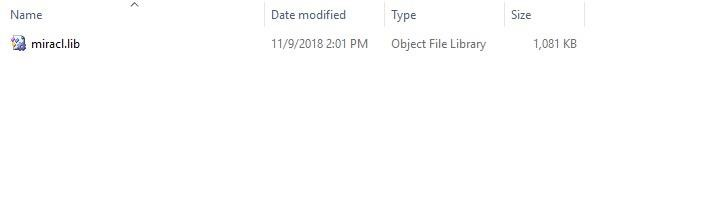 Name Date modified Type Size
miracl.lib 11/9/2018 2:01 PM Object File Library 1,081 KB